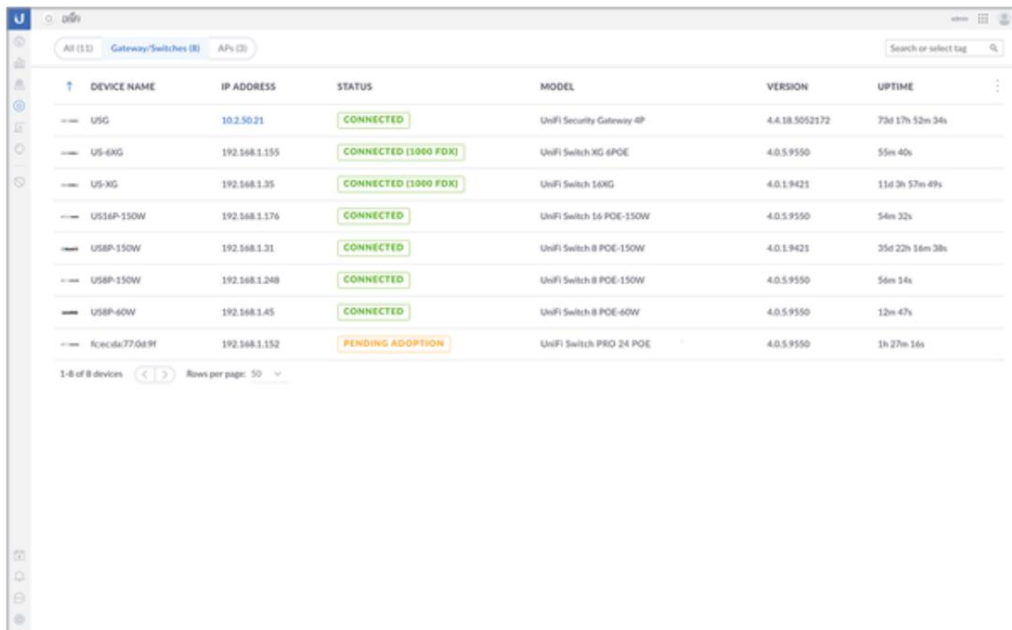 U UniFi admin
All (11) Gateway/Switches (8) APs (3) Search or select tag
↑ DEVICE NAME IP ADDRESS STATUS MODEL VERSION UPTIME
USG 10.2.50.21 CONNECTED UniFi Security Gateway 4P 4.4.18.5052172 73d 17h 52m 34s
US-6XG 192.168.1.155 CONNECTED (1000 FDX) UniFi Switch XG 6POE 4.0.5.9550 55m 40s
US-XG 192.168.1.35 CONNECTED (1000 FDX) UniFi Switch 16XG 4.0.1.9421 11d 3h 57m 49s
US16P-150W 192.168.1.176 CONNECTED UniFi Switch 16 POE-150W 4.0.5.9550 54m 32s
US8P-150W 192.168.1.31 CONNECTED UniFi Switch 8 POE-150W 4.0.1.9421 35d 22h 16m 38s
US8P-150W 192.168.1.248 CONNECTED UniFi Switch 8 POE-150W 4.0.5.9550 56m 14s
US8P-60W 192.168.1.45 CONNECTED UniFi Switch 8 POE-60W 4.0.5.9550 12m 47s
fc:ec:da:77:0d:9f 192.168.1.152 PENDING ADOPTION UniFi Switch PRO 24 POE 4.0.5.9550 1h 27m 16s
1-8 of 8 devices < > Rows per page: 50